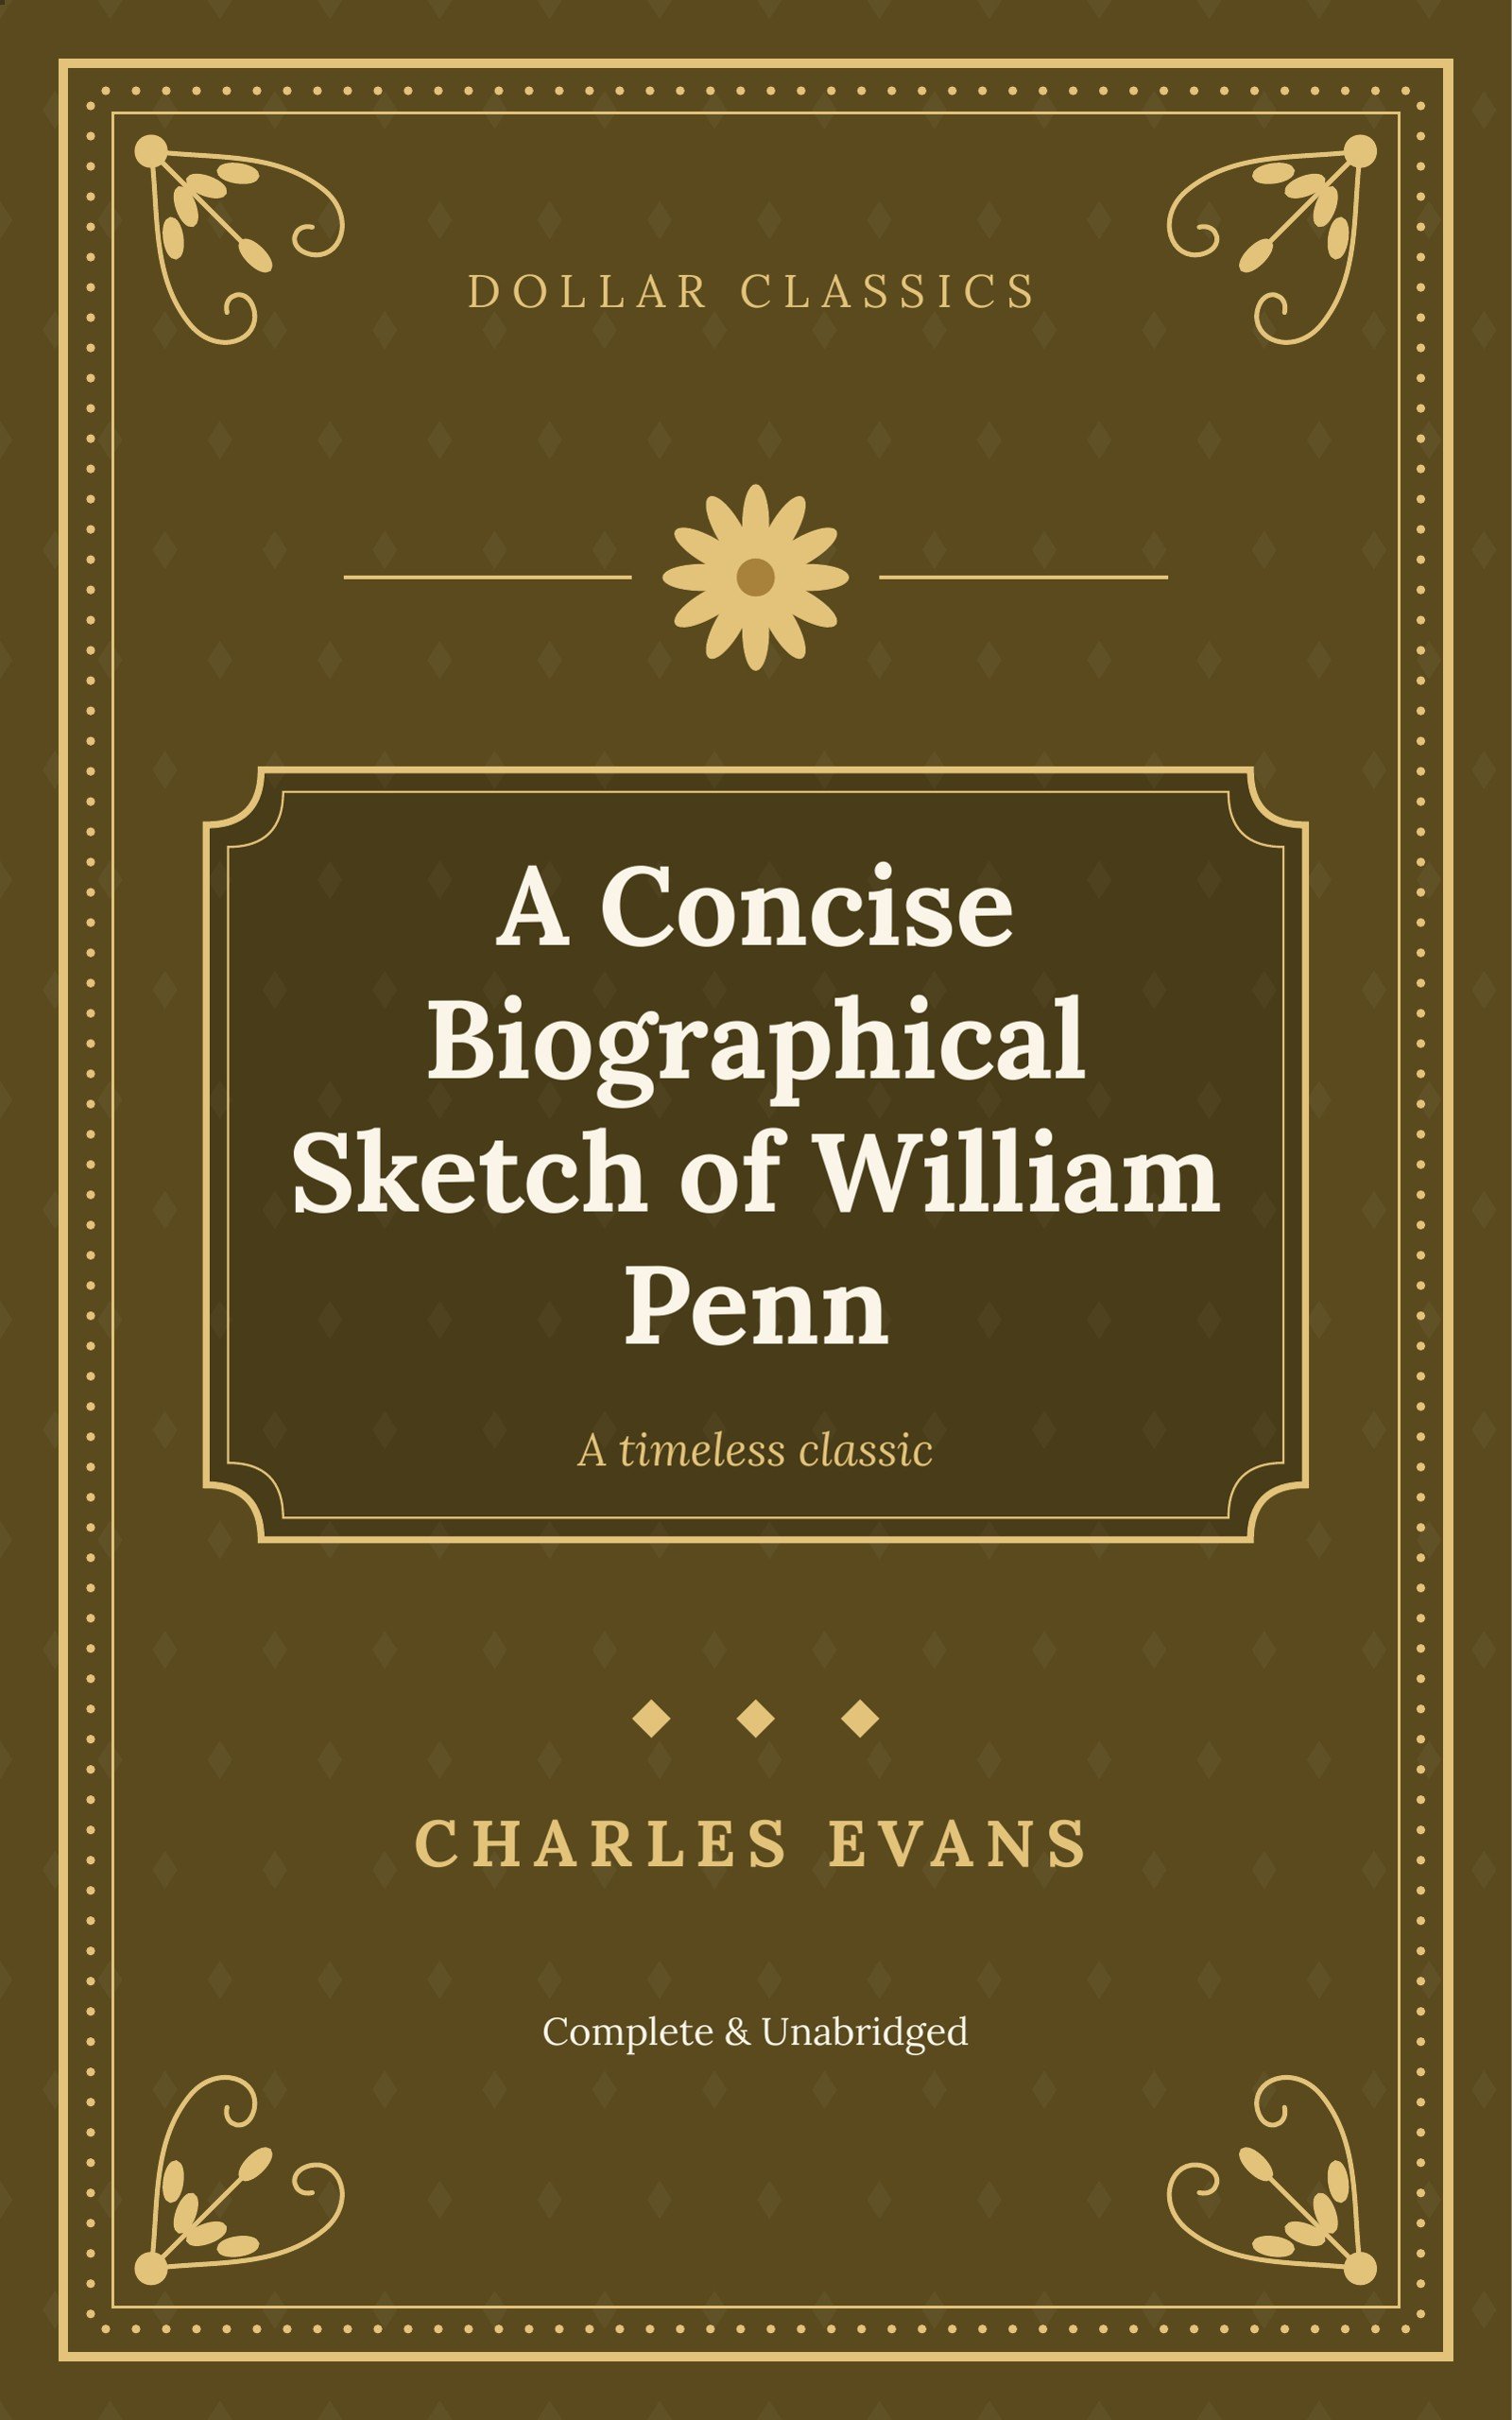 DOLLAR CLASSICS
A Concise
Biographical
Sketch of William
Penn
A timeless classic
CHARLES EVANS
Complete & Unabridged